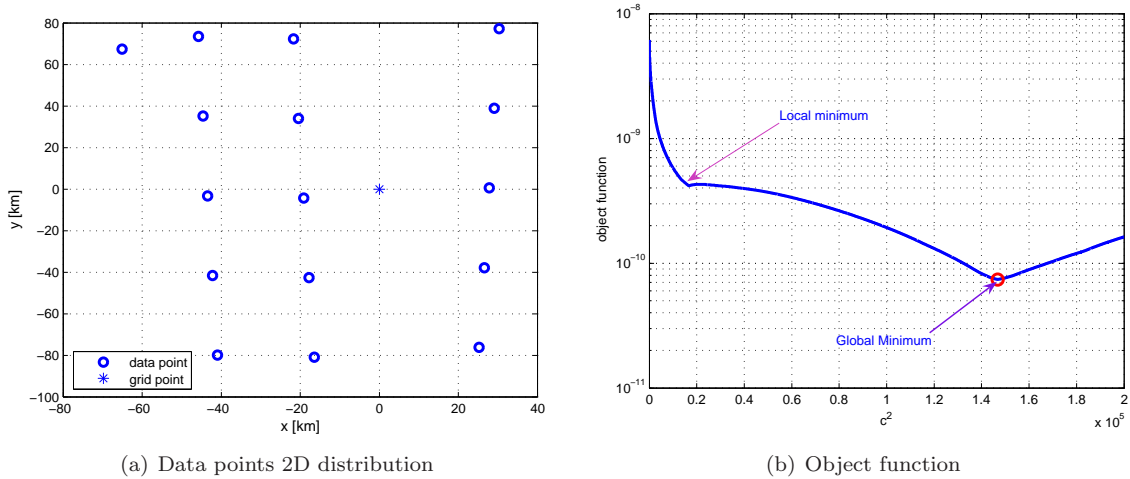 80
60
40
20
0
−20
−40
−60
−80
−100
y [km]
data point
grid point
−80 −60 −40 −20 0 20 40
x [km]
(a) Data points 2D distribution
10⁻⁸
10⁻⁹
10⁻¹⁰
10⁻¹¹
object function
Local minimum
Global Minimum
0 0.2 0.4 0.6 0.8 1 1.2 1.4 1.6 1.8 2
c²
x 10⁵
(b) Object function